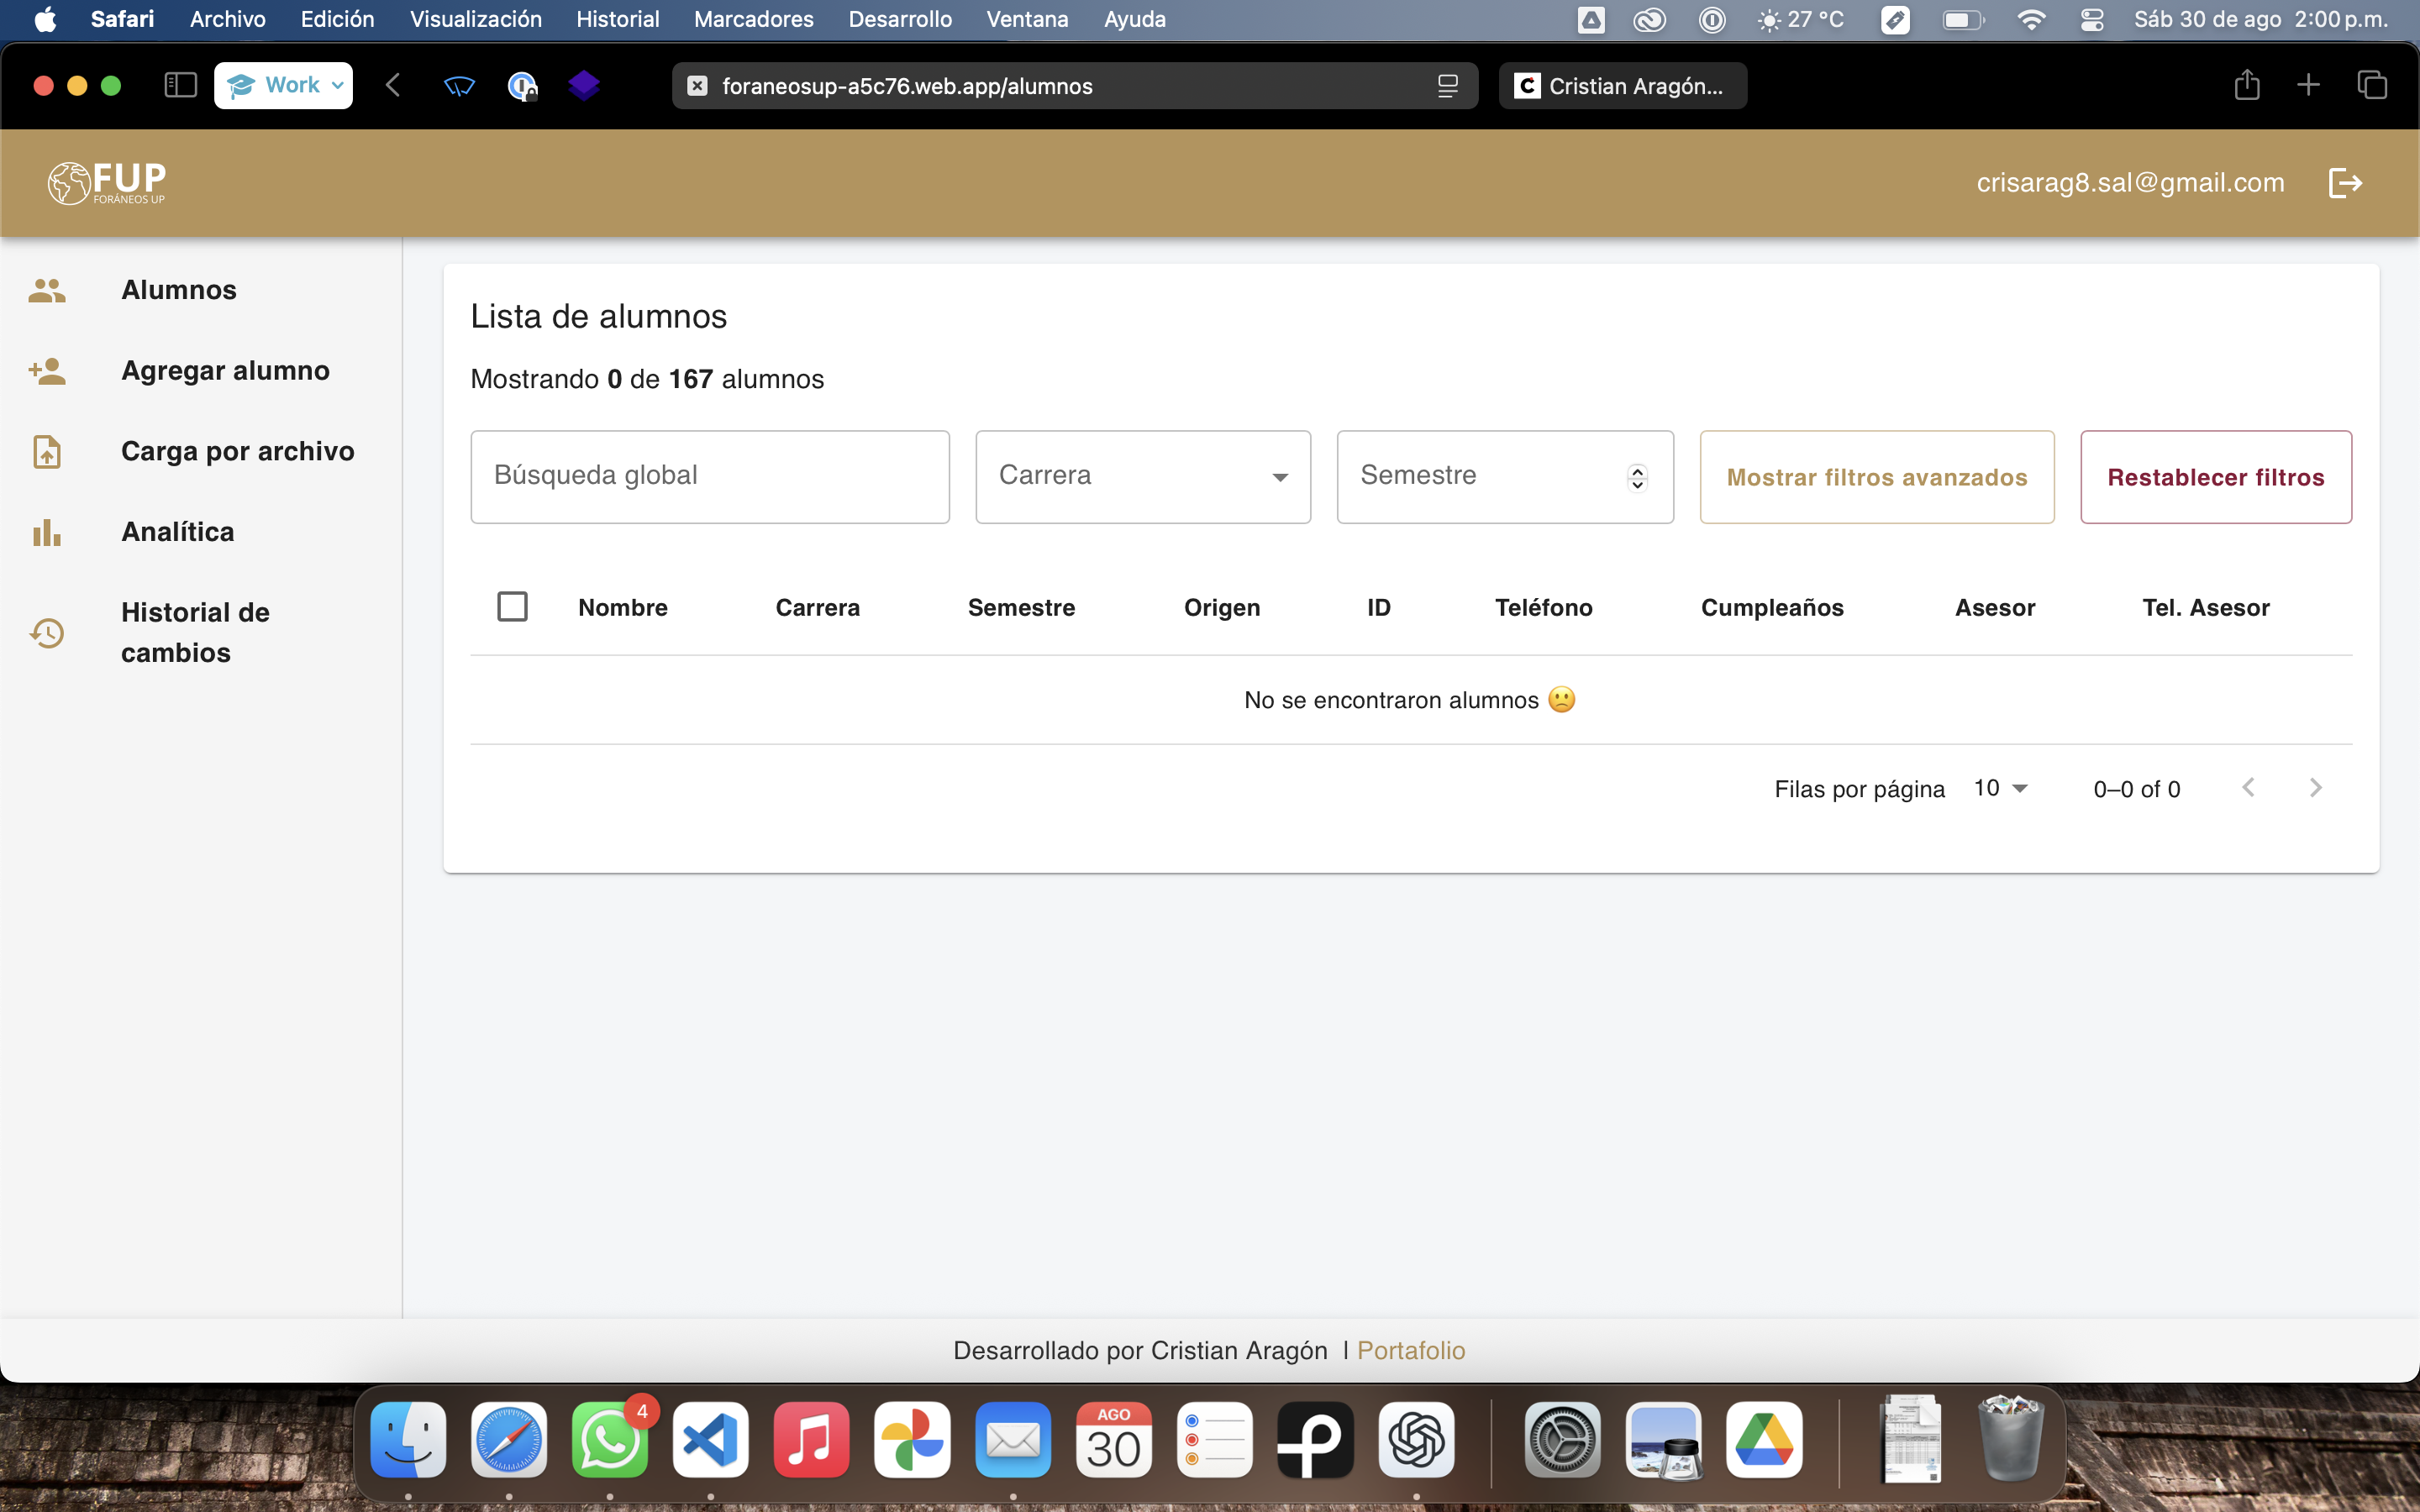 Safari Archivo Edición Visualización Historial Marcadores Desarrollo Ventana Ayuda 27 °C Sáb 30 de ago 2:00 p.m.
Work foraneosup-a5c76.web.app/alumnos C Cristian Aragón...
FUP
FORÁNEOS UP
crisarag8.sal@gmail.com
Alumnos
Agregar alumno
Carga por archivo
Analítica
Historial de
cambios
Lista de alumnos
Mostrando 0 de 167 alumnos
Búsqueda global Carrera Semestre Mostrar filtros avanzados Restablecer filtros
Nombre Carrera Semestre Origen ID Teléfono Cumpleaños Asesor Tel. Asesor
No se encontraron alumnos 🙁
Filas por página 10 0–0 of 0
Desarrollado por Cristian Aragón | Portafolio
4
AGO
30